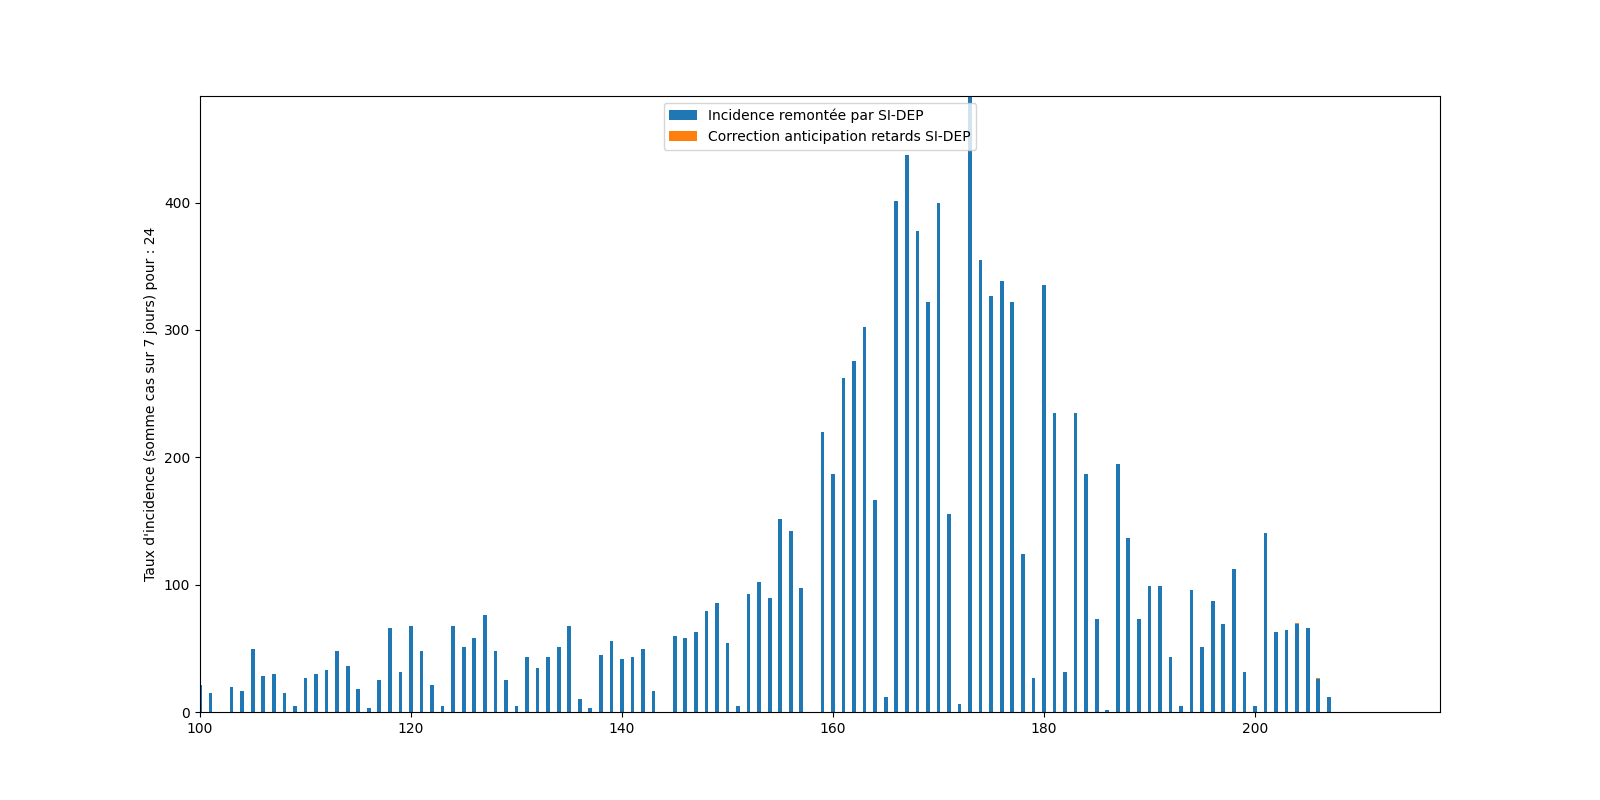 Incidence remontée par SI-DEP
Correction anticipation retards SI-DEP
Taux d'incidence (somme cas sur 7 jours) pour : 24
400
300
200
100
0
100 120 140 160 180 200